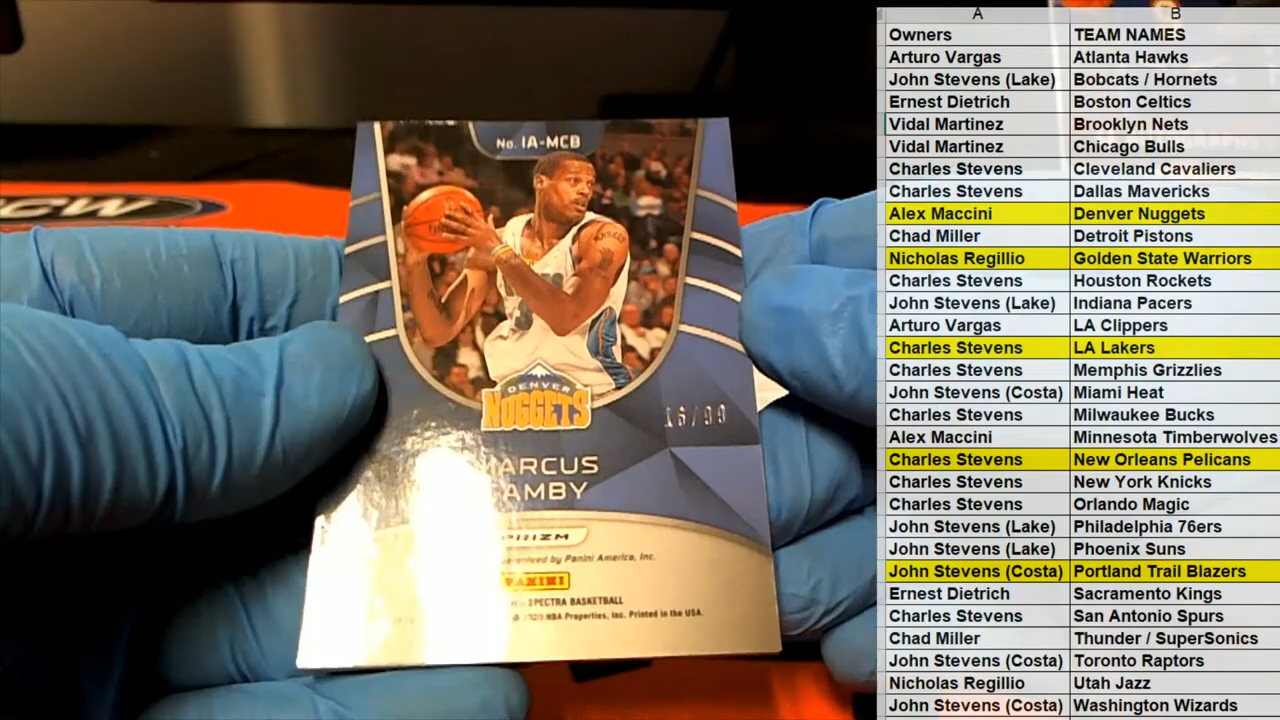 A B
Owners TEAM NAMES
Arturo Vargas Atlanta Hawks
John Stevens (Lake) Bobcats / Hornets
Ernest Dietrich Boston Celtics
Vidal Martinez Brooklyn Nets
Vidal Martinez Chicago Bulls
Charles Stevens Cleveland Cavaliers
Charles Stevens Dallas Mavericks
Alex Maccini Denver Nuggets
Chad Miller Detroit Pistons
Nicholas Regillio Golden State Warriors
Charles Stevens Houston Rockets
John Stevens (Lake) Indiana Pacers
Arturo Vargas LA Clippers
Charles Stevens LA Lakers
Charles Stevens Memphis Grizzlies
John Stevens (Costa) Miami Heat
Charles Stevens Milwaukee Bucks
Alex Maccini Minnesota Timberwolves
Charles Stevens New Orleans Pelicans
Charles Stevens New York Knicks
Charles Stevens Orlando Magic
John Stevens (Lake) Philadelphia 76ers
John Stevens (Lake) Phoenix Suns
John Stevens (Costa) Portland Trail Blazers
Ernest Dietrich Sacramento Kings
Charles Stevens San Antonio Spurs
Chad Miller Thunder / SuperSonics
John Stevens (Costa) Toronto Raptors
Nicholas Regillio Utah Jazz
John Stevens (Costa) Washington Wizards
No. IA-MCB
DENVER
NUGGETS
16/99
MARCUS
AMBY
PRIZM
by Panini America, Inc.
PANINI
SPECTRA BASKETBALL
NBA Properties, Inc. Printed in the USA.
CW